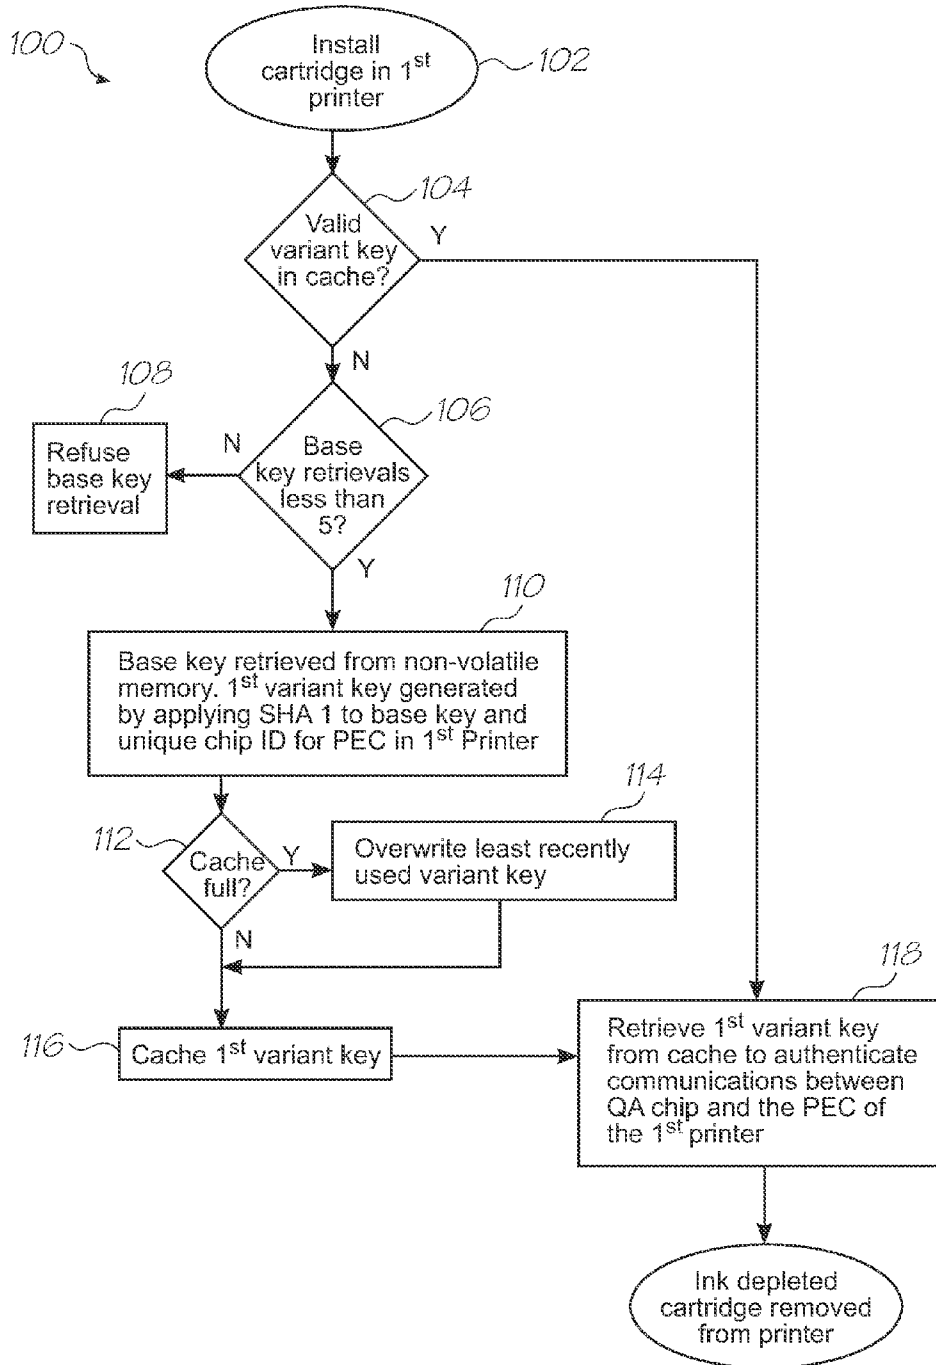 100
Install
cartridge in 1st
printer
102
104
Valid
variant key
in cache?
Y
N
108
106
Refuse
base key
retrieval
N
Base
key retrievals
less than
5?
Y
110
Base key retrieved from non-volatile
memory. 1st variant key generated
by applying SHA 1 to base key and
unique chip ID for PEC in 1st Printer
114
112
Cache
full?
Y
Overwrite least recently
used variant key
N
118
116
Cache 1st variant key
Retrieve 1st variant key
from cache to authenticate
communications between
QA chip and the PEC of
the 1st printer
Ink depleted
cartridge removed
from printer